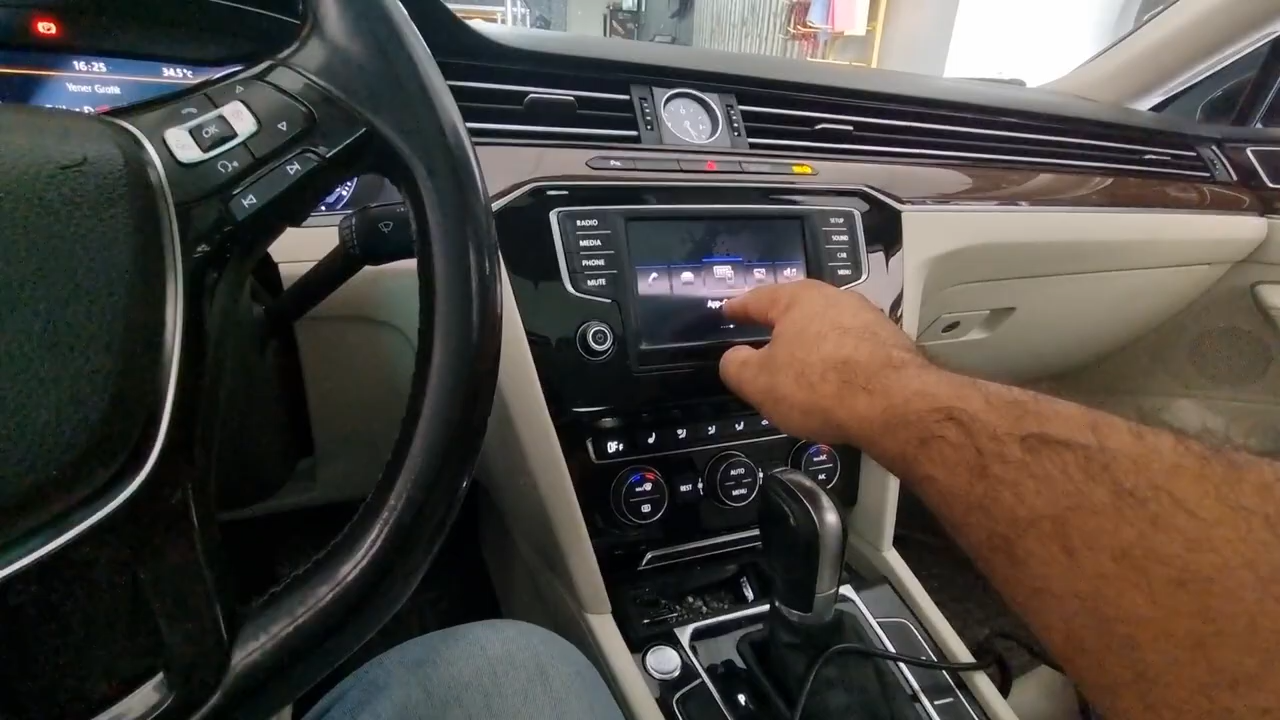 16:25
34.5°C
Yener Grafik
OK
RADIO
MEDIA
PHONE
MUTE
SETUP
SOUND
CAR
MENU
App-C
OFF
REST
AUTO
MENU
A/C